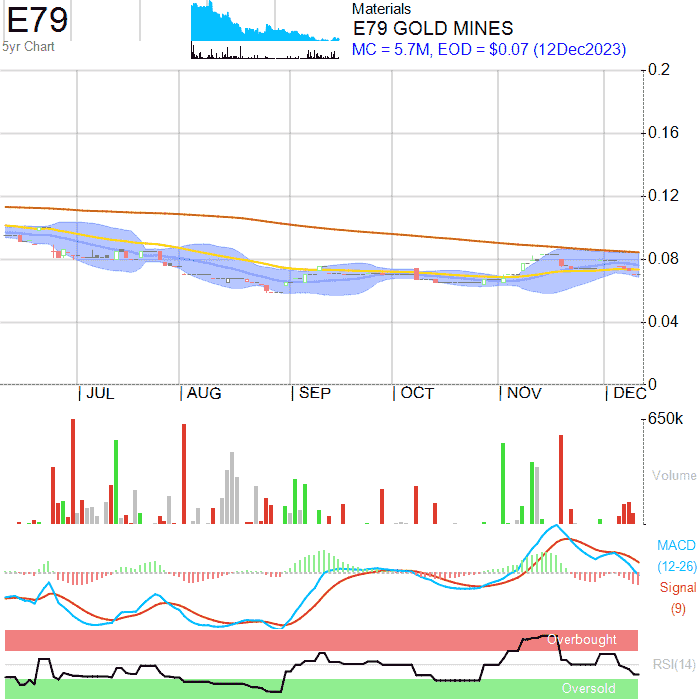 E79
5yr Chart
Materials
E79 GOLD MINES
MC = 5.7M, EOD = $0.07 (12Dec2023)
0.2
0.16
0.12
0.08
0.04
0
| JUL | AUG | SEP | OCT | NOV | DEC
650k
Volume
MACD
(12-26)
Signal
(9)
Overbought
RSI(14)
Oversold